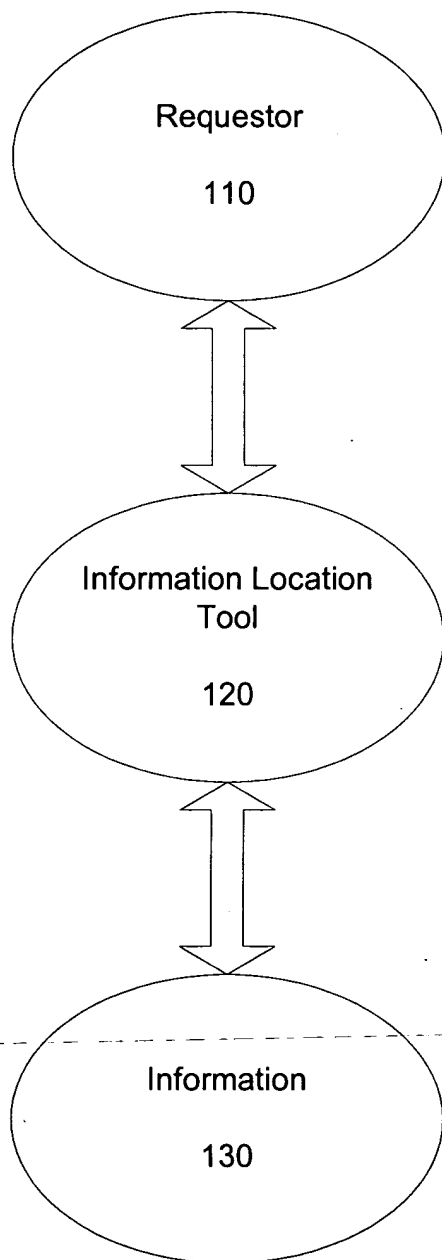 Requestor
110
Information Location
Tool
120
Information
130